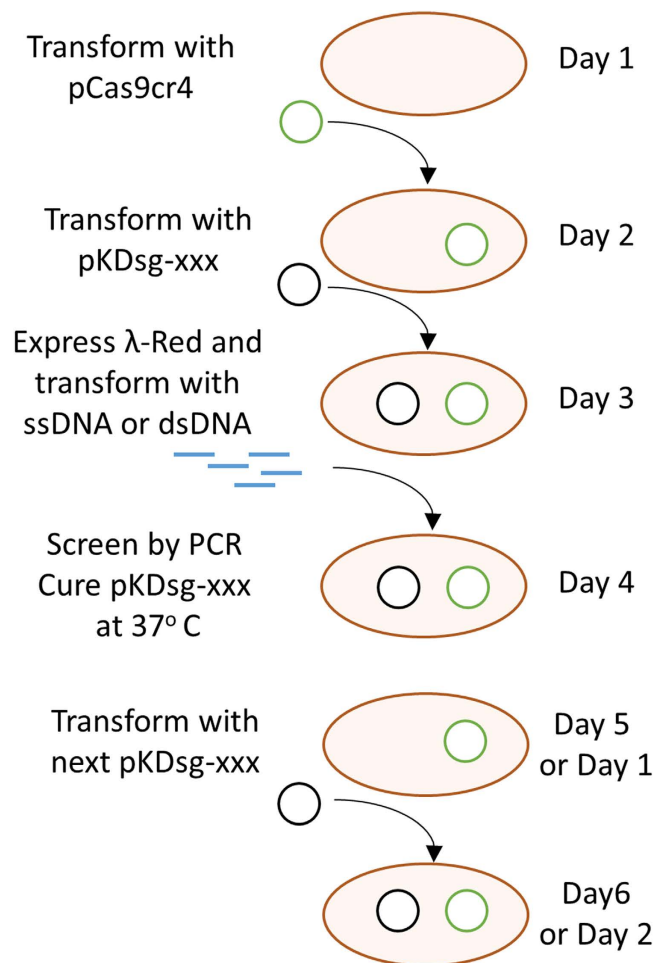 Transform with
pCas9cr4
Day 1
Transform with
pKDsg-xxx
Day 2
Express λ-Red and
transform with
ssDNA or dsDNA
Day 3
Screen by PCR
Cure pKDsg-xxx
at 37° C
Day 4
Transform with
next pKDsg-xxx
Day 5
or Day 1
Day6
or Day 2